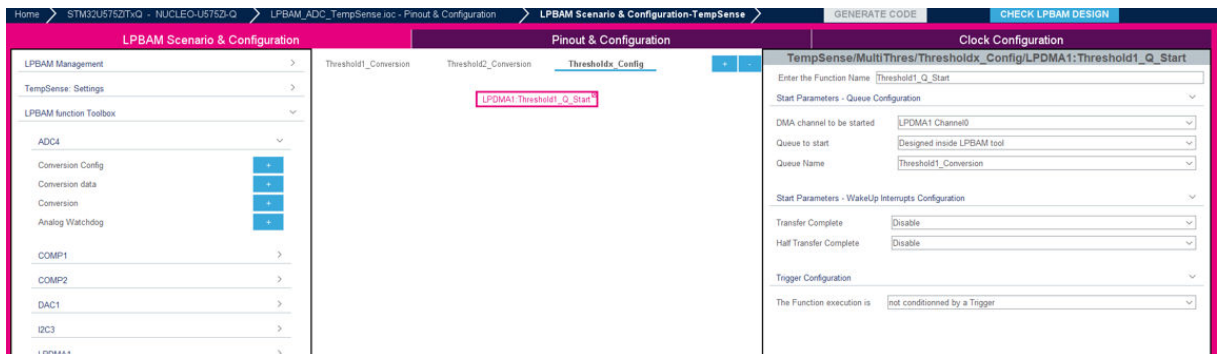 Home STM32U575ZITxQ - NUCLEO-U575ZI-Q LPBAM_ADC_TempSense.ioc - Pinout & Configuration LPBAM Scenario & Configuration-TempSense GENERATE CODE CHECK LPBAM DESIGN
LPBAM Scenario & Configuration Pinout & Configuration Clock Configuration
LPBAM Management
TempSense: Settings
LPBAM function Toolbox
ADC4
Conversion Config +
Conversion data +
Conversion +
Analog Watchdog +
COMP1
COMP2
DAC1
I2C3
LPDMA1
Threshold1_Conversion Threshold2_Conversion Thresholdx_Config + -
LPDMA1:Threshold1_Q_Start
TempSense/MultiThres/Thresholdx_Config/LPDMA1:Threshold1_Q_Start
Enter the Function Name Threshold1_Q_Start
Start Parameters - Queue Configuration
DMA channel to be started LPDMA1 Channel0
Queue to start Designed inside LPBAM tool
Queue Name Threshold1_Conversion
Start Parameters - WakeUp Interrupts Configuration
Transfer Complete Disable
Half Transfer Complete Disable
Trigger Configuration
The Function execution is not conditionned by a Trigger